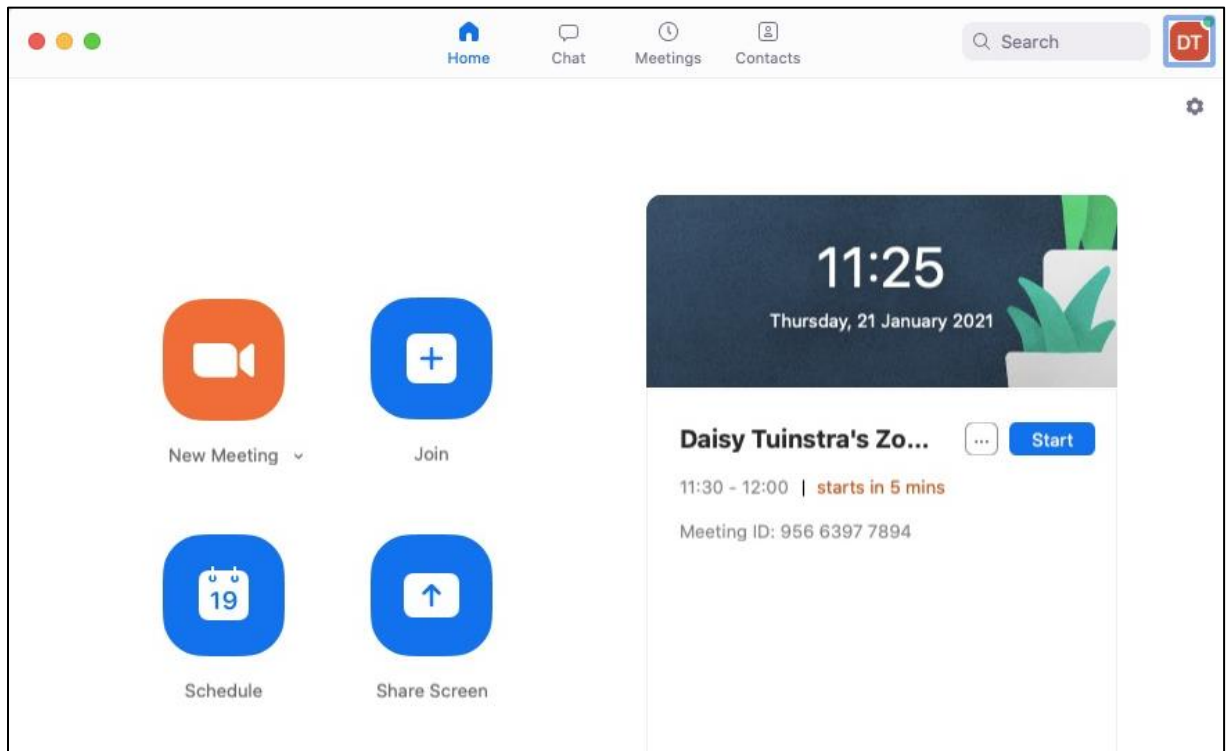 Home Chat Meetings Contacts Search DT
11:25
Thursday, 21 January 2021
Daisy Tuinstra's Zo... ... Start
11:30 - 12:00 | starts in 5 mins
Meeting ID: 956 6397 7894
New Meeting Join
19
Schedule Share Screen